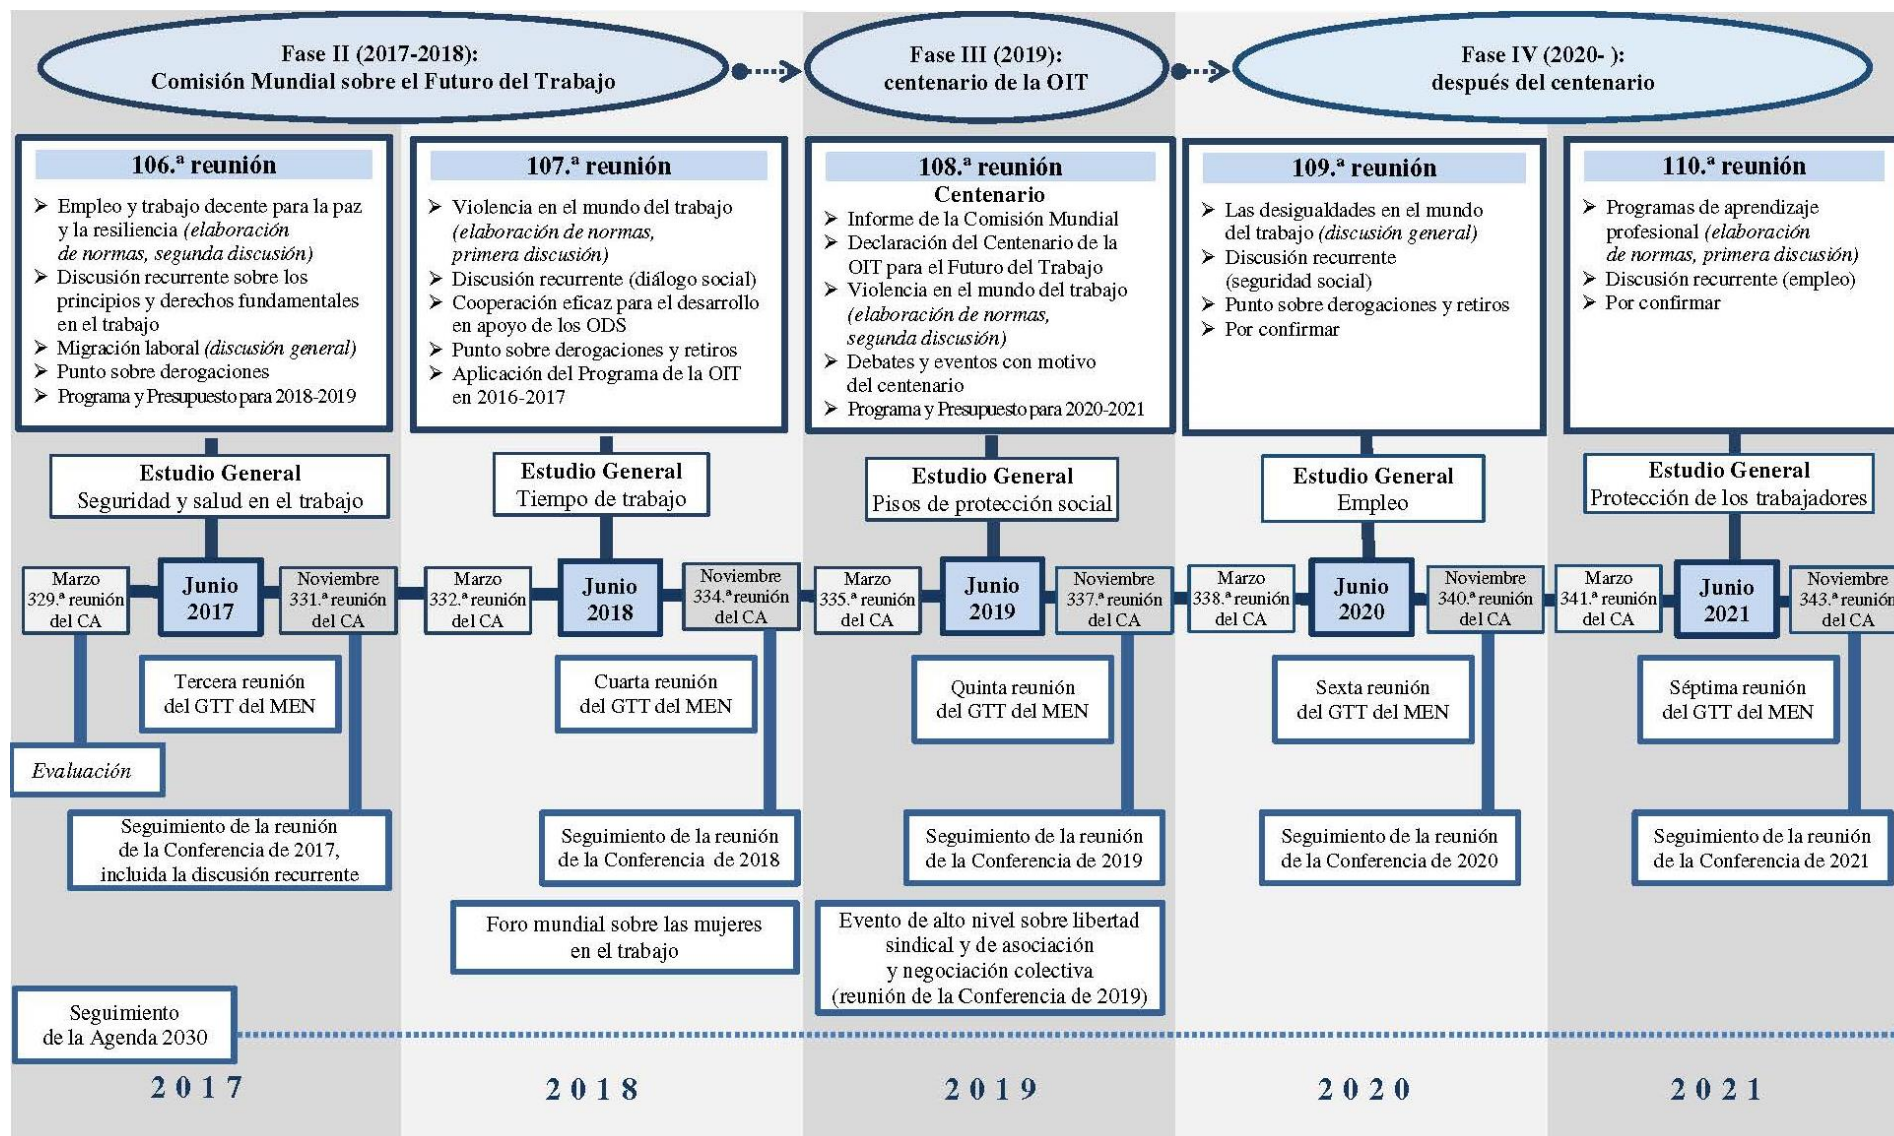 Fase II (2017-2018):
Comisión Mundial sobre el Futuro del Trabajo
Fase III (2019):
centenario de la OIT
Fase IV (2020- ):
después del centenario
106.ª reunión
➢ Empleo y trabajo decente para la paz
y la resiliencia (elaboración
de normas, segunda discusión)
➢ Discusión recurrente sobre los
principios y derechos fundamentales
en el trabajo
➢ Migración laboral (discusión general)
➢ Punto sobre derogaciones
➢ Programa y Presupuesto para 2018-2019
107.ª reunión
➢ Violencia en el mundo del trabajo
(elaboración de normas,
primera discusión)
➢ Discusión recurrente (diálogo social)
➢ Cooperación eficaz para el desarrollo
en apoyo de los ODS
➢ Punto sobre derogaciones y retiros
➢ Aplicación del Programa de la OIT
en 2016-2017
108.ª reunión
Centenario
➢ Informe de la Comisión Mundial
➢ Declaración del Centenario de la
OIT para el Futuro del Trabajo
➢ Violencia en el mundo del trabajo
(elaboración de normas,
segunda discusión)
➢ Debates y eventos con motivo
del centenario
➢ Programa y Presupuesto para 2020-2021
109.ª reunión
➢ Las desigualdades en el mundo
del trabajo (discusión general)
➢ Discusión recurrente
(seguridad social)
➢ Punto sobre derogaciones y retiros
➢ Por confirmar
110.ª reunión
➢ Programas de aprendizaje
profesional (elaboración
de normas, primera discusión)
➢ Discusión recurrente (empleo)
➢ Por confirmar
Estudio General
Seguridad y salud en el trabajo
Estudio General
Tiempo de trabajo
Estudio General
Pisos de protección social
Estudio General
Empleo
Estudio General
Protección de los trabajadores
Marzo
329.ª reunión
del CA
Junio
2017
Noviembre
331.ª reunión
del CA
Marzo
332.ª reunión
del CA
Junio
2018
Noviembre
334.ª reunión
del CA
Marzo
335.ª reunión
del CA
Junio
2019
Noviembre
337.ª reunión
del CA
Marzo
338.ª reunión
del CA
Junio
2020
Noviembre
340.ª reunión
del CA
Marzo
341.ª reunión
del CA
Junio
2021
Noviembre
343.ª reunión
del CA
Tercera reunión
del GTT del MEN
Cuarta reunión
del GTT del MEN
Quinta reunión
del GTT del MEN
Sexta reunión
del GTT del MEN
Séptima reunión
del GTT del MEN
Evaluación
Seguimiento de la reunión
de la Conferencia de 2017,
incluida la discusión recurrente
Seguimiento de la reunión
de la Conferencia de 2018
Seguimiento de la reunión
de la Conferencia de 2019
Seguimiento de la reunión
de la Conferencia de 2020
Seguimiento de la reunión
de la Conferencia de 2021
Foro mundial sobre las mujeres
en el trabajo
Evento de alto nivel sobre libertad
sindical y de asociación
y negociación colectiva
(reunión de la Conferencia de 2019)
Seguimiento
de la Agenda 2030
2017
2018
2019
2020
2021